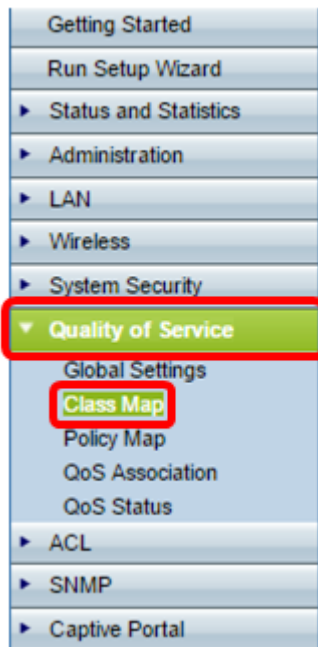 Getting Started
Run Setup Wizard
Status and Statistics
Administration
LAN
Wireless
System Security
Quality of Service
Global Settings
Class Map
Policy Map
QoS Association
QoS Status
ACL
SNMP
Captive Portal